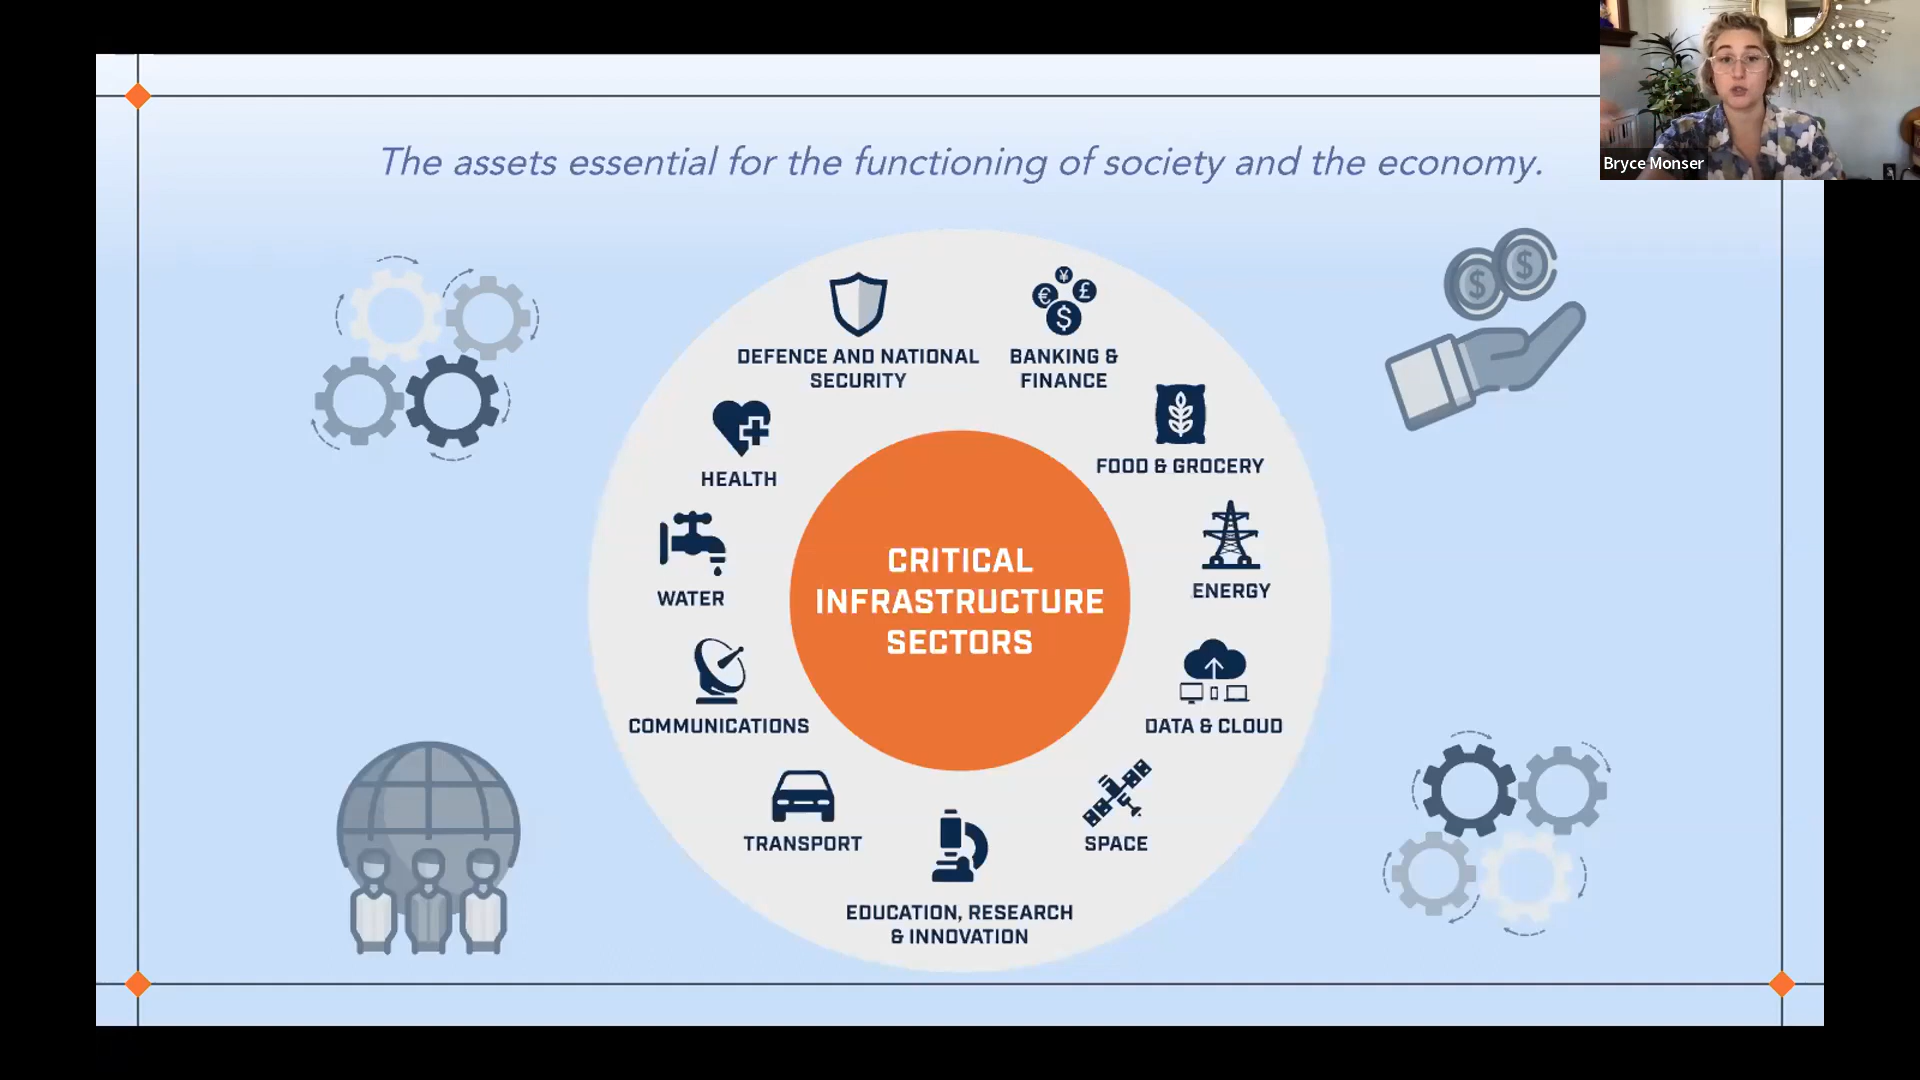 The assets essential for the functioning of society and the economy.
Bryce Monser
DEFENCE AND NATIONAL
SECURITY
BANKING &
FINANCE
HEALTH
FOOD & GROCERY
WATER
ENERGY
CRITICAL
INFRASTRUCTURE
SECTORS
COMMUNICATIONS
DATA & CLOUD
TRANSPORT
SPACE
EDUCATION, RESEARCH
& INNOVATION